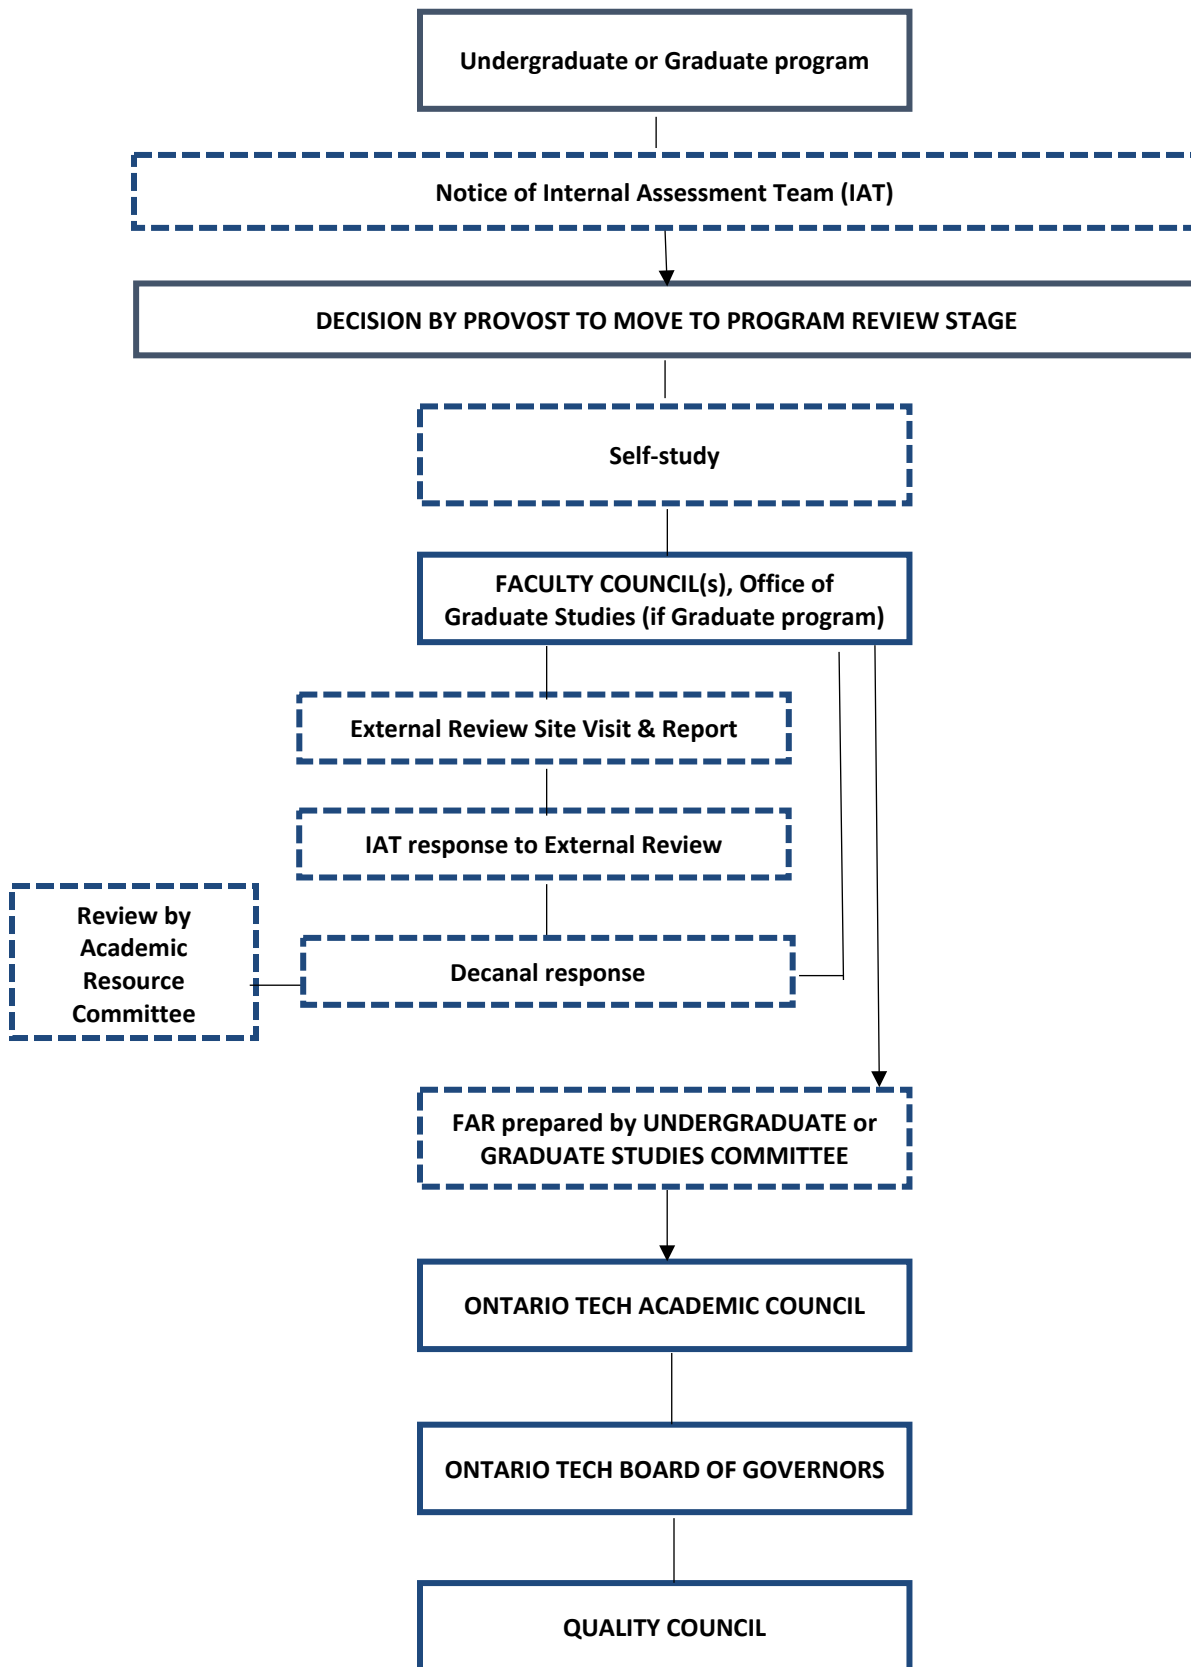 Undergraduate or Graduate program
Notice of Internal Assessment Team (IAT)
DECISION BY PROVOST TO MOVE TO PROGRAM REVIEW STAGE
Self-study
FACULTY COUNCIL(s), Office of
Graduate Studies (if Graduate program)
External Review Site Visit & Report
IAT response to External Review
Review by
Academic
Resource
Committee
Decanal response
FAR prepared by UNDERGRADUATE or
GRADUATE STUDIES COMMITTEE
ONTARIO TECH ACADEMIC COUNCIL
ONTARIO TECH BOARD OF GOVERNORS
QUALITY COUNCIL